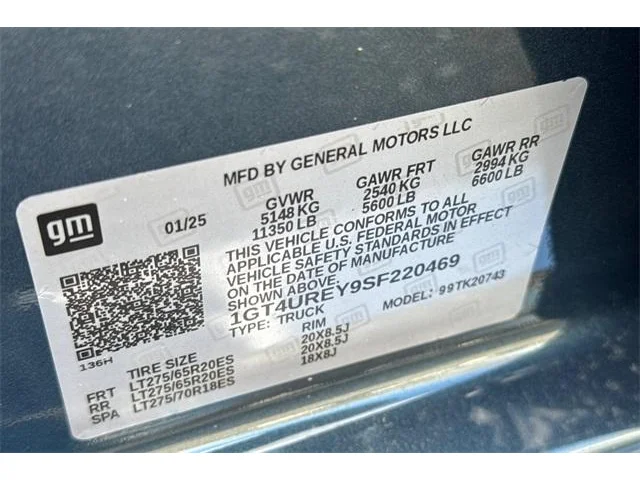 MFD BY GENERAL MOTORS LLC
gm
01/25
GVWR
5148 KG
11350 LB
GAWR FRT
2540 KG
5600 LB
GAWR RR
2994 KG
6600 LB
THIS VEHICLE CONFORMS TO ALL
APPLICABLE U.S. FEDERAL MOTOR
VEHICLE SAFETY STANDARDS IN EFFECT
ON THE DATE OF MANUFACTURE
SHOWN ABOVE.
1GT4UREY9SF220469
TYPE: TRUCK
MODEL: 99TK20743
136H
TIRE SIZE
RIM
FRT LT275/65R20ES 20X8.5J
RR LT275/65R20ES 20X8.5J
SPA LT275/70R18ES 18X8J